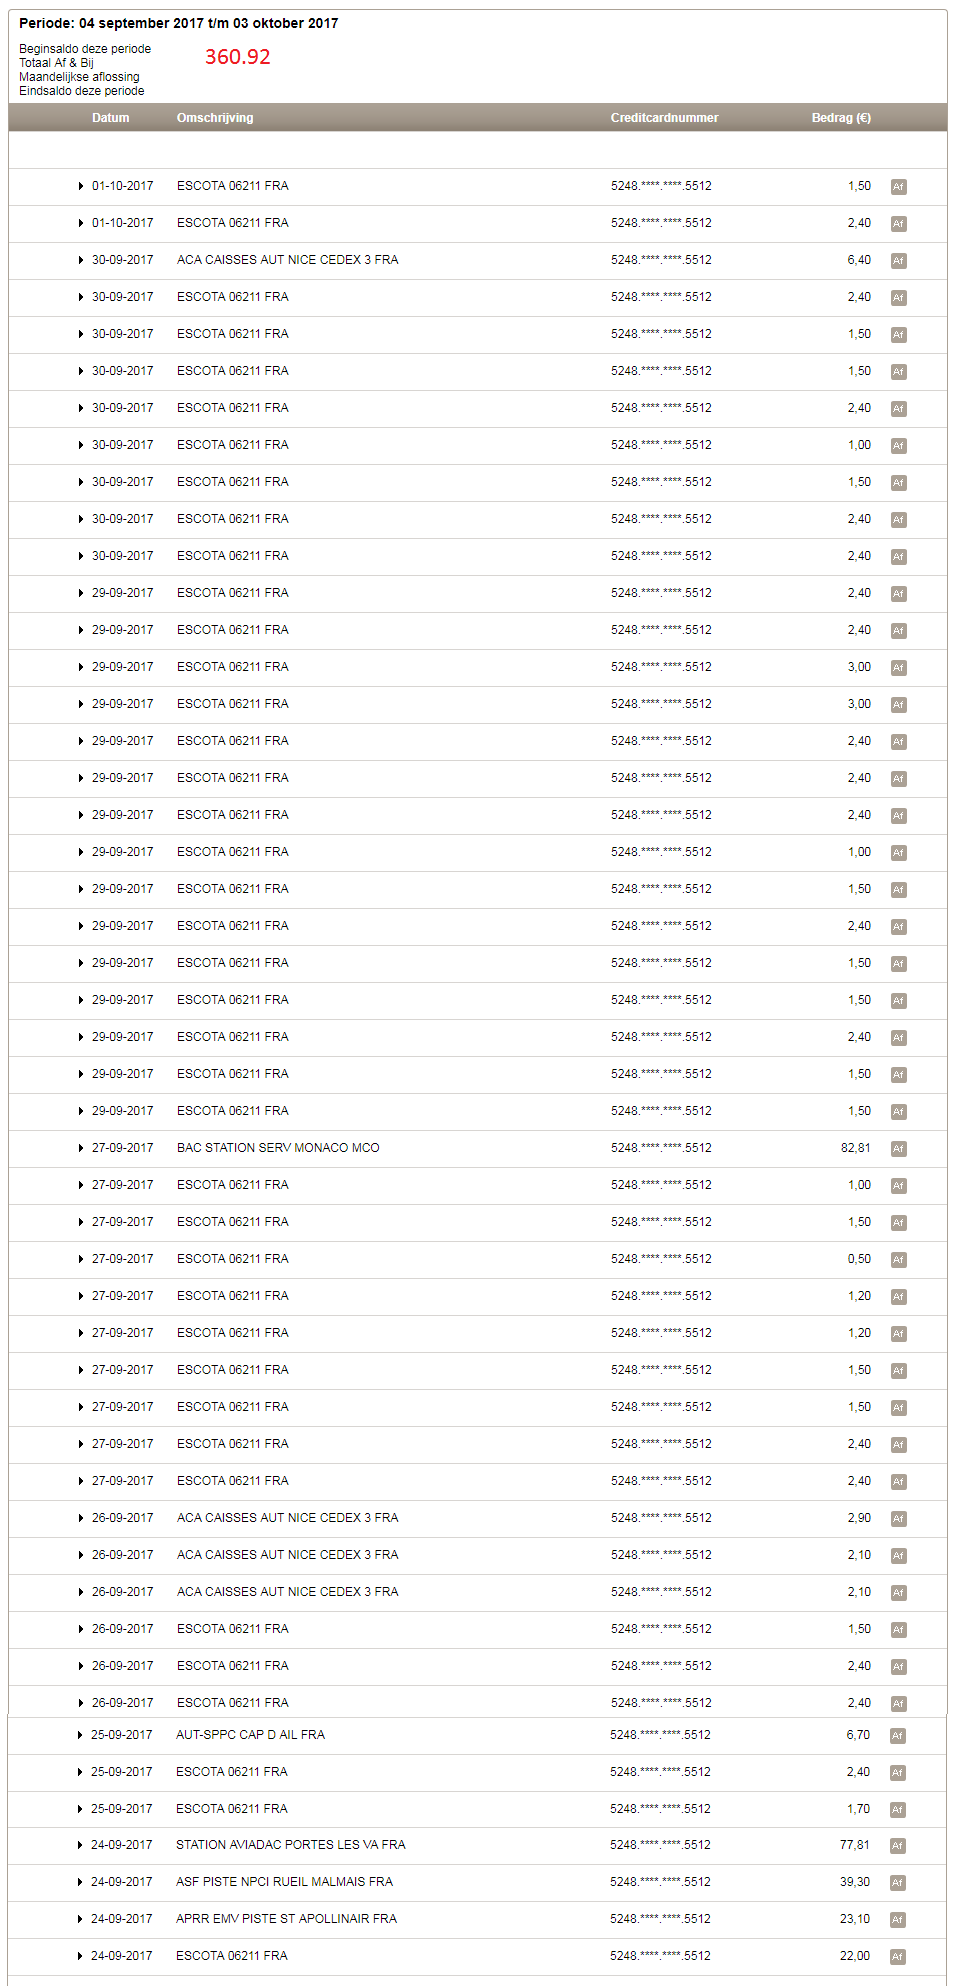 Periode: 04 september 2017 t/m 03 oktober 2017
Beginsaldo deze periode
360.92
Totaal Af & Bij
Maandelijkse aflossing
Eindsaldo deze periode
Datum Omschrijving Creditcardnummer Bedrag (€)
01-10-2017 ESCOTA 06211 FRA 5248.****.****.5512 1,50 Af
01-10-2017 ESCOTA 06211 FRA 5248.****.****.5512 2,40 Af
30-09-2017 ACA CAISSES AUT NICE CEDEX 3 FRA 5248.****.****.5512 6,40 Af
30-09-2017 ESCOTA 06211 FRA 5248.****.****.5512 2,40 Af
30-09-2017 ESCOTA 06211 FRA 5248.****.****.5512 1,50 Af
30-09-2017 ESCOTA 06211 FRA 5248.****.****.5512 1,50 Af
30-09-2017 ESCOTA 06211 FRA 5248.****.****.5512 2,40 Af
30-09-2017 ESCOTA 06211 FRA 5248.****.****.5512 1,00 Af
30-09-2017 ESCOTA 06211 FRA 5248.****.****.5512 1,50 Af
30-09-2017 ESCOTA 06211 FRA 5248.****.****.5512 2,40 Af
30-09-2017 ESCOTA 06211 FRA 5248.****.****.5512 2,40 Af
29-09-2017 ESCOTA 06211 FRA 5248.****.****.5512 2,40 Af
29-09-2017 ESCOTA 06211 FRA 5248.****.****.5512 2,40 Af
29-09-2017 ESCOTA 06211 FRA 5248.****.****.5512 3,00 Af
29-09-2017 ESCOTA 06211 FRA 5248.****.****.5512 3,00 Af
29-09-2017 ESCOTA 06211 FRA 5248.****.****.5512 2,40 Af
29-09-2017 ESCOTA 06211 FRA 5248.****.****.5512 2,40 Af
29-09-2017 ESCOTA 06211 FRA 5248.****.****.5512 2,40 Af
29-09-2017 ESCOTA 06211 FRA 5248.****.****.5512 1,00 Af
29-09-2017 ESCOTA 06211 FRA 5248.****.****.5512 1,50 Af
29-09-2017 ESCOTA 06211 FRA 5248.****.****.5512 2,40 Af
29-09-2017 ESCOTA 06211 FRA 5248.****.****.5512 1,50 Af
29-09-2017 ESCOTA 06211 FRA 5248.****.****.5512 1,50 Af
29-09-2017 ESCOTA 06211 FRA 5248.****.****.5512 2,40 Af
29-09-2017 ESCOTA 06211 FRA 5248.****.****.5512 1,50 Af
29-09-2017 ESCOTA 06211 FRA 5248.****.****.5512 1,50 Af
27-09-2017 BAC STATION SERV MONACO MCO 5248.****.****.5512 82,81 Af
27-09-2017 ESCOTA 06211 FRA 5248.****.****.5512 1,00 Af
27-09-2017 ESCOTA 06211 FRA 5248.****.****.5512 1,50 Af
27-09-2017 ESCOTA 06211 FRA 5248.****.****.5512 0,50 Af
27-09-2017 ESCOTA 06211 FRA 5248.****.****.5512 1,20 Af
27-09-2017 ESCOTA 06211 FRA 5248.****.****.5512 1,20 Af
27-09-2017 ESCOTA 06211 FRA 5248.****.****.5512 1,50 Af
27-09-2017 ESCOTA 06211 FRA 5248.****.****.5512 1,50 Af
27-09-2017 ESCOTA 06211 FRA 5248.****.****.5512 2,40 Af
27-09-2017 ESCOTA 06211 FRA 5248.****.****.5512 2,40 Af
26-09-2017 ACA CAISSES AUT NICE CEDEX 3 FRA 5248.****.****.5512 2,90 Af
26-09-2017 ACA CAISSES AUT NICE CEDEX 3 FRA 5248.****.****.5512 2,10 Af
26-09-2017 ACA CAISSES AUT NICE CEDEX 3 FRA 5248.****.****.5512 2,10 Af
26-09-2017 ESCOTA 06211 FRA 5248.****.****.5512 1,50 Af
26-09-2017 ESCOTA 06211 FRA 5248.****.****.5512 2,40 Af
26-09-2017 ESCOTA 06211 FRA 5248.****.****.5512 2,40 Af
25-09-2017 AUT-SPPC CAP D AIL FRA 5248.****.****.5512 6,70 Af
25-09-2017 ESCOTA 06211 FRA 5248.****.****.5512 2,40 Af
25-09-2017 ESCOTA 06211 FRA 5248.****.****.5512 1,70 Af
24-09-2017 STATION AVIADAC PORTES LES VA FRA 5248.****.****.5512 77,81 Af
24-09-2017 ASF PISTE NPCI RUEIL MALMAIS FRA 5248.****.****.5512 39,30 Af
24-09-2017 APRR EMV PISTE ST APOLLINAIR FRA 5248.****.****.5512 23,10 Af
24-09-2017 ESCOTA 06211 FRA 5248.****.****.5512 22,00 Af